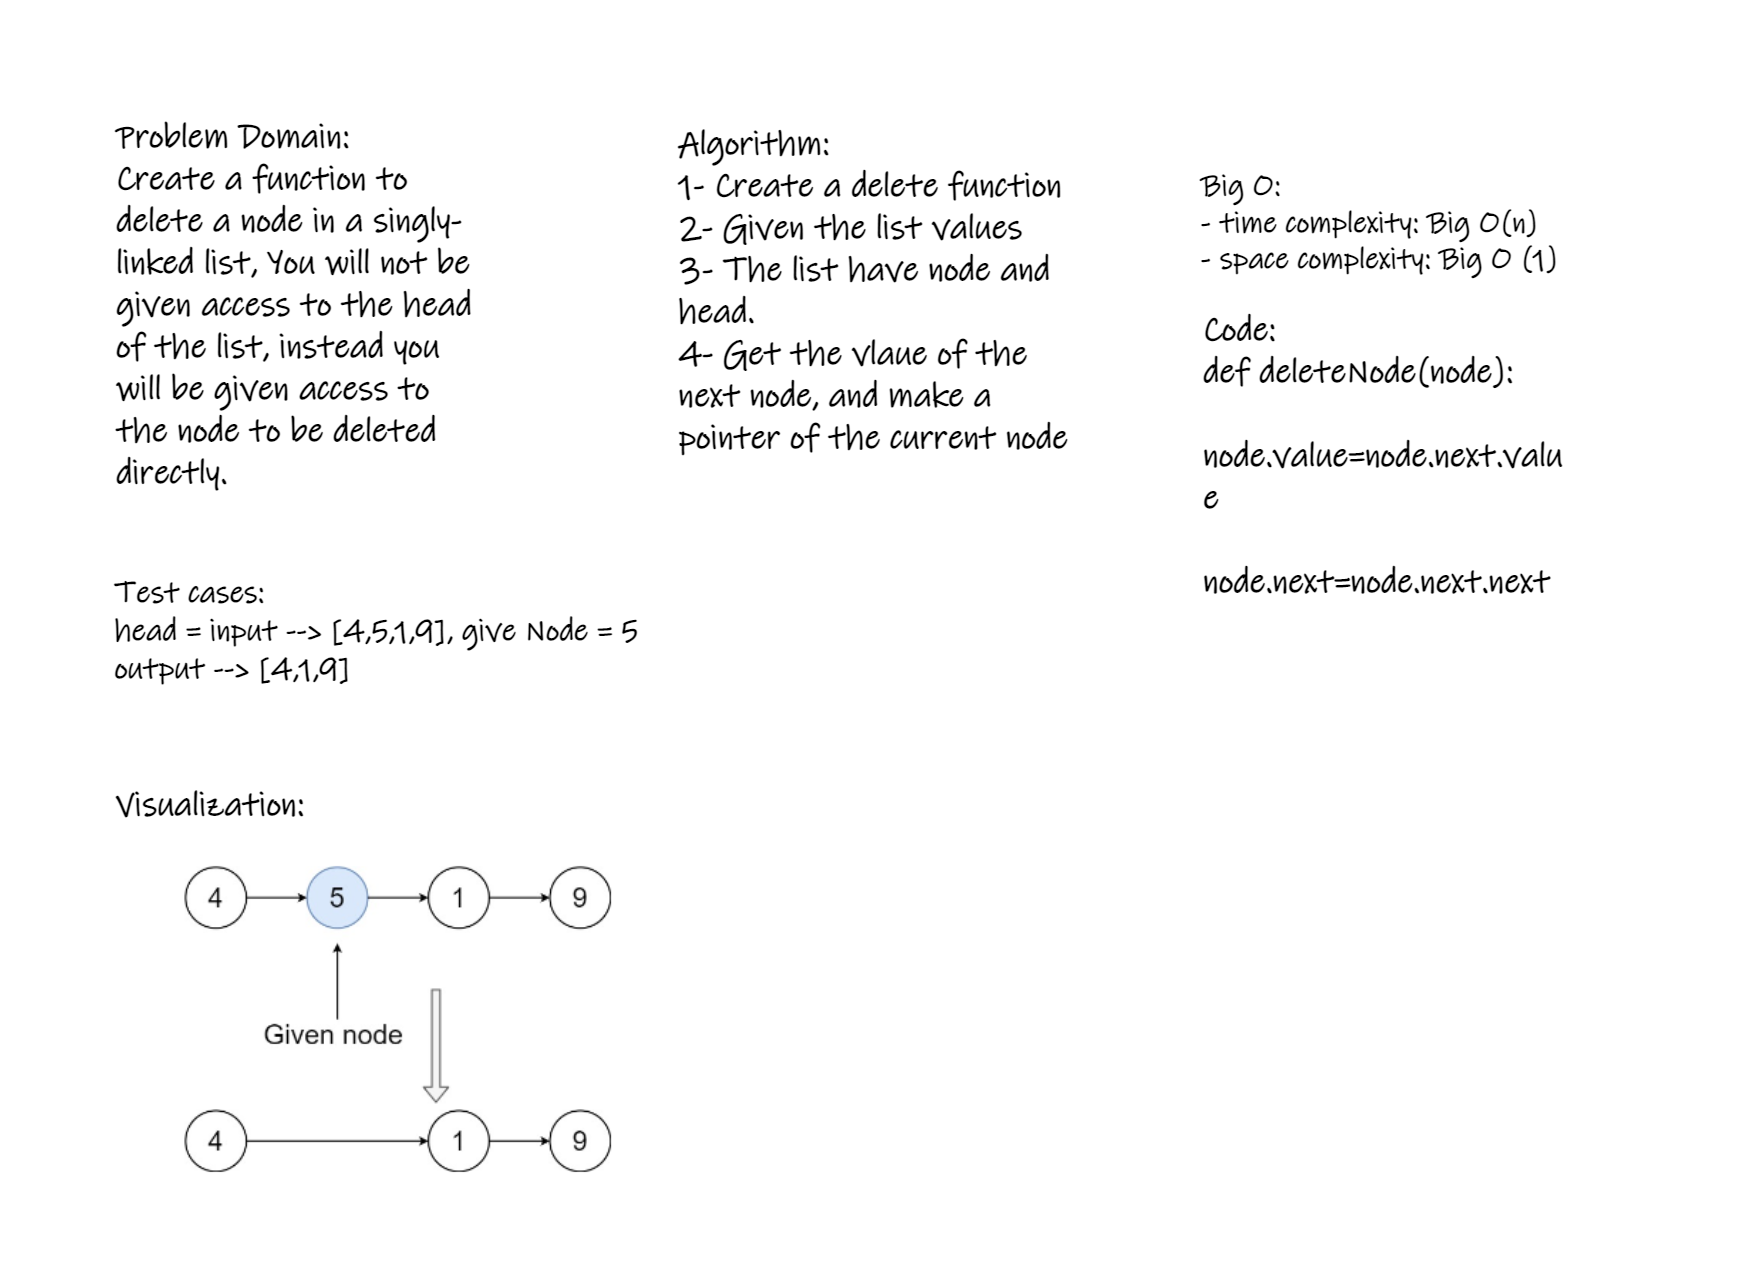 Problem Domain:
Create a function to
delete a node in a singly-
linked list, You will not be
given access to the head
of the list, instead you
will be given access to
the node to be deleted
directly.
Test cases:
head = input --> [4,5,1,9], give Node = 5
output --> [4,1,9]
Visualization:
4 5 1 9
Given node
4 1 9
Algorithm:
1- Create a delete function
2- Given the list values
3- The list have node and
head.
4- Get the vlaue of the
next node, and make a
pointer of the current node
Big O:
- time complexity: Big O(n)
- space complexity: Big O (1)
Code:
def deleteNode(node):
node.value=node.next.valu
e
node.next=node.next.next